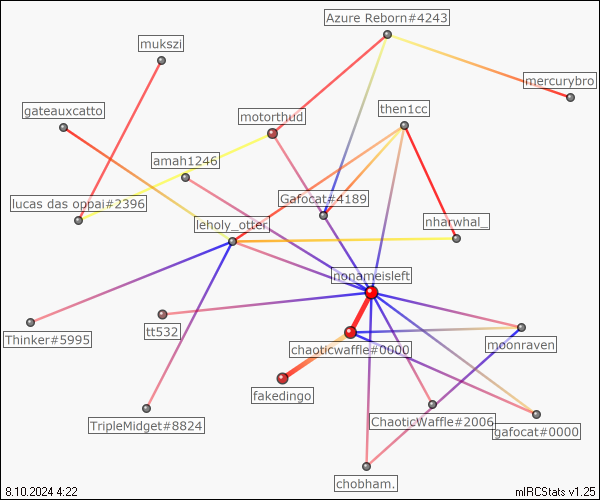 Azure Reborn#4243
mukszi
mercurybro
gateauxcatto
then1cc
motorthud
amah1246
Gafocat#4189
lucas das oppai#2396
leholy_otter
nharwhal_
nonameisleft
Thinker#5995
tt532
chaoticwaffle#0000
moonraven
fakedingo
TripleMidget#8824
ChaoticWaffle#2006
gafocat#0000
chobham.
8.10.2024 4:22
mIRCStats v1.25